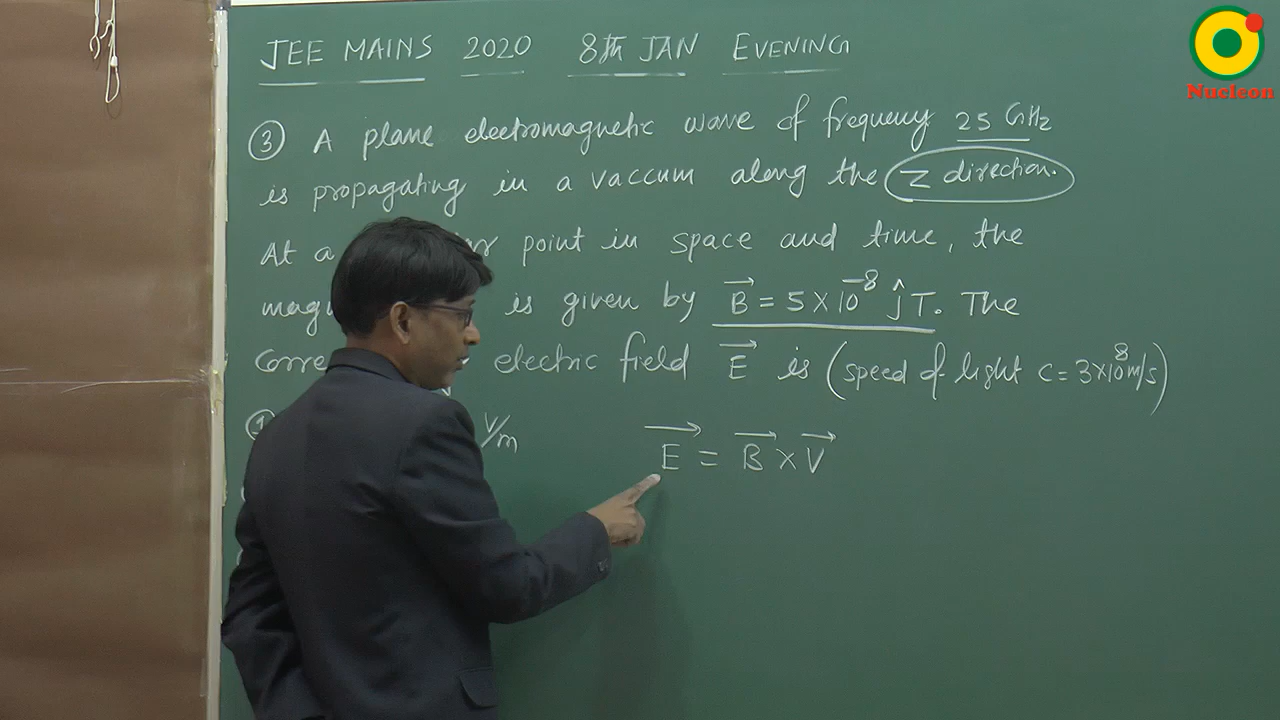 JEE MAINS 2020 8th JAN EVENING
Nucleon
③ A plane electromagnetic wave of frequency 25 GHz
is propagating in a vaccum along the Z direction.
At a point in space and time, the
is given by B⃗ = 5×10⁻⁸ ĵ T. The
electric field E⃗ is (speed of light c = 3×10⁸ m/s)
① V/m
E⃗ = B⃗ × V⃗